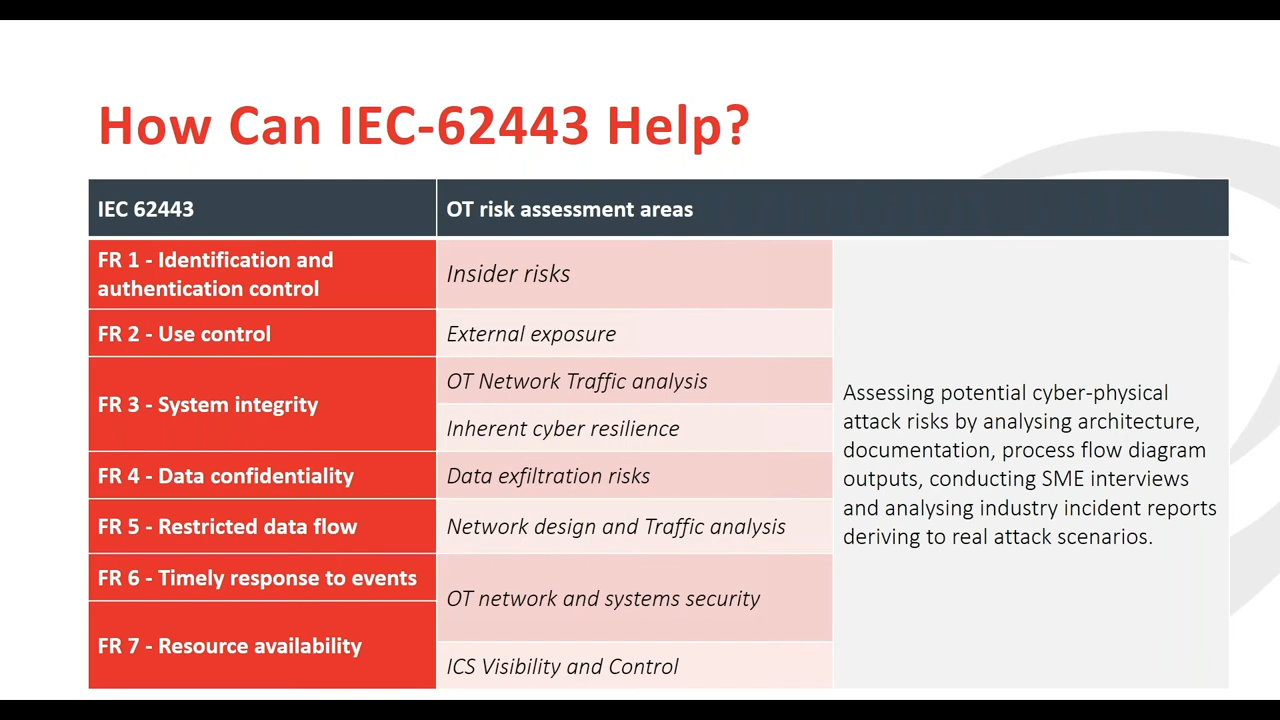 How Can IEC-62443 Help?
IEC 62443
OT risk assessment areas
FR 1 - Identification and
authentication control
Insider risks
FR 2 - Use control
External exposure
FR 3 - System integrity
OT Network Traffic analysis
Inherent cyber resilience
FR 4 - Data confidentiality
Data exfiltration risks
FR 5 - Restricted data flow
Network design and Traffic analysis
FR 6 - Timely response to events
OT network and systems security
FR 7 - Resource availability
ICS Visibility and Control
Assessing potential cyber-physical
attack risks by analysing architecture,
documentation, process flow diagram
outputs, conducting SME interviews
and analysing industry incident reports
deriving to real attack scenarios.